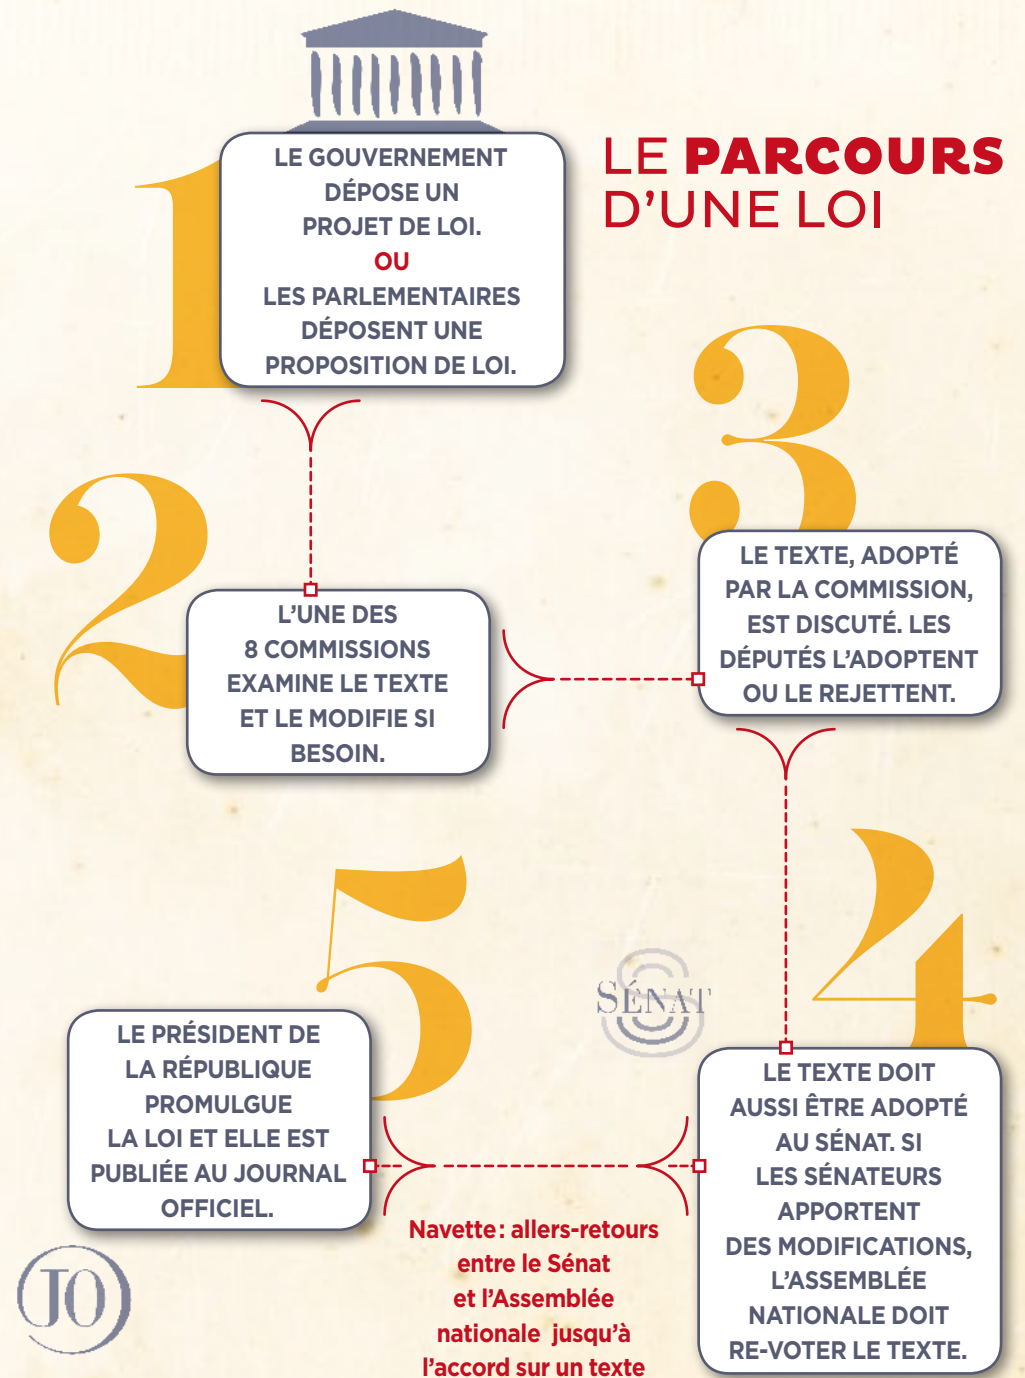 LE PARCOURS
D'UNE LOI
1
LE GOUVERNEMENT
DÉPOSE UN
PROJET DE LOI.
OU
LES PARLEMENTAIRES
DÉPOSENT UNE
PROPOSITION DE LOI.
2
L'UNE DES
8 COMMISSIONS
EXAMINE LE TEXTE
ET LE MODIFIE SI
BESOIN.
3
LE TEXTE, ADOPTÉ
PAR LA COMMISSION,
EST DISCUTÉ. LES
DÉPUTÉS L'ADOPTENT
OU LE REJETTENT.
4
SÉNAT
LE TEXTE DOIT
AUSSI ÊTRE ADOPTÉ
AU SÉNAT. SI
LES SÉNATEURS
APPORTENT
DES MODIFICATIONS,
L'ASSEMBLÉE
NATIONALE DOIT
RE-VOTER LE TEXTE.
Navette : allers-retours
entre le Sénat
et l'Assemblée
nationale jusqu'à
l'accord sur un texte
5
LE PRÉSIDENT DE
LA RÉPUBLIQUE
PROMULGUE
LA LOI ET ELLE EST
PUBLIÉE AU JOURNAL
OFFICIEL.
JO